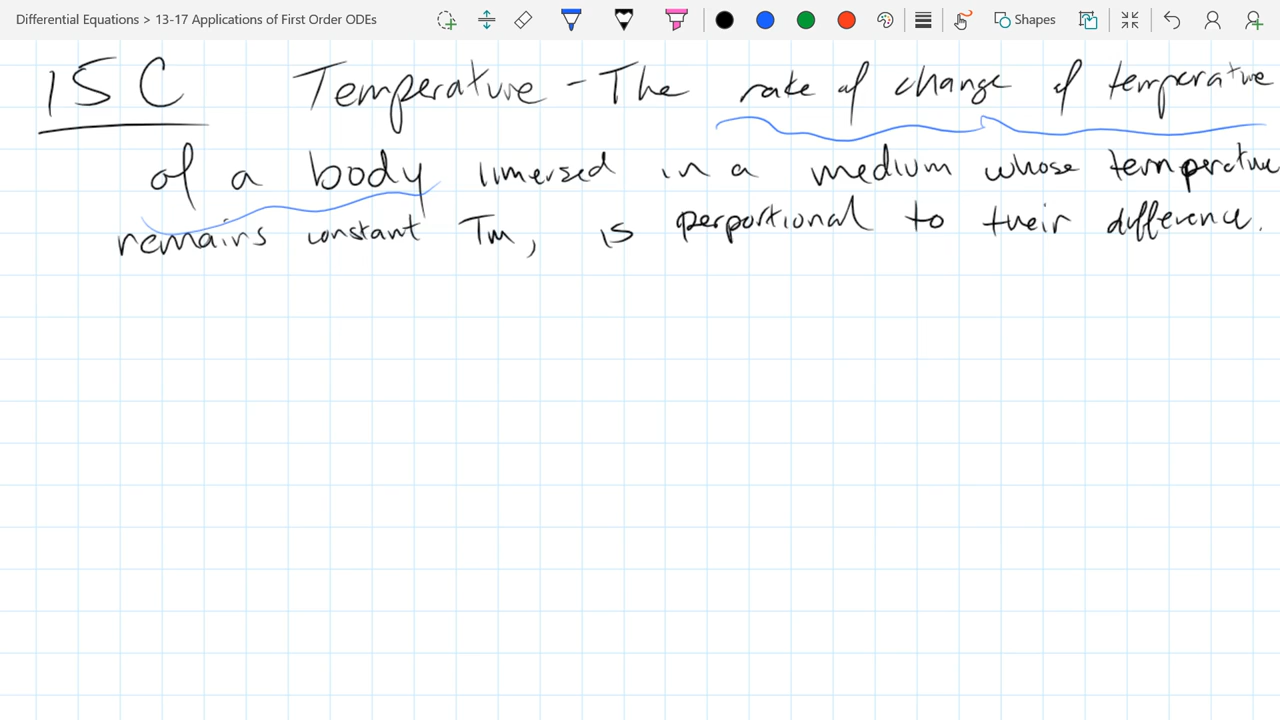 Differential Equations > 13-17 Applications of First Order ODEs
Shapes
15C Temperature - The rate of change of temperature
of a body limersed in a medium whose temperature
remains constant Tm, is perportional to their difference.